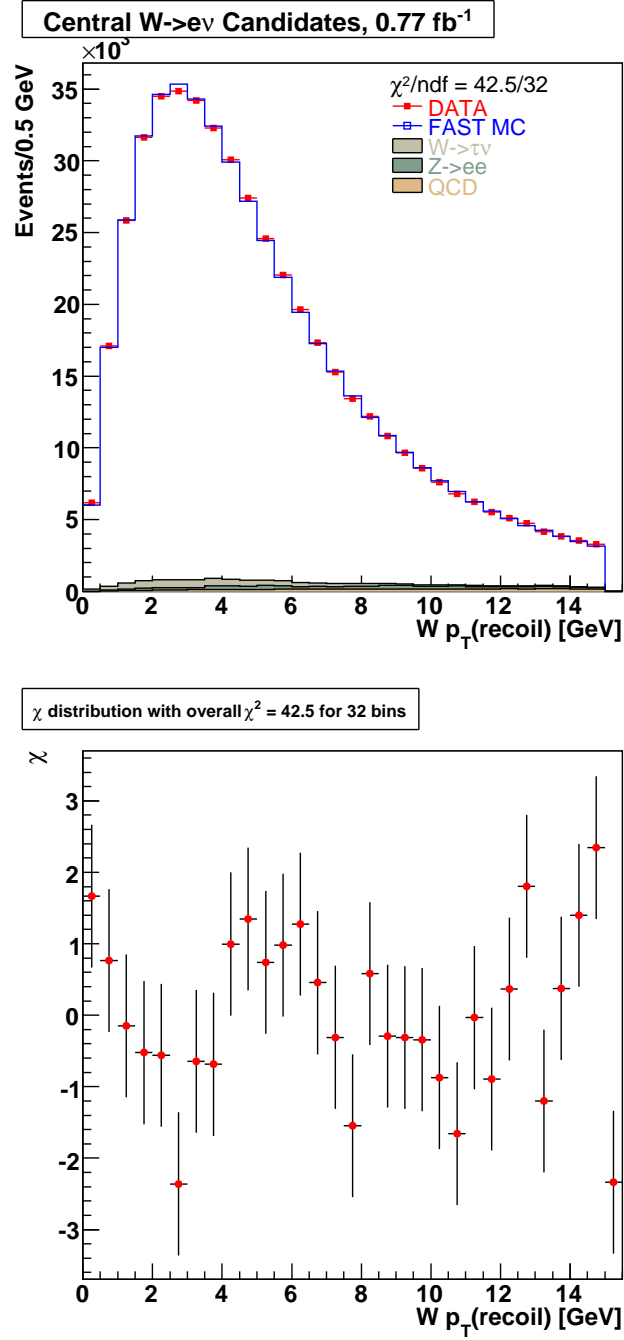 Central W->eν Candidates, 0.77 fb⁻¹
×10³
Events/0.5 GeV
35
30
25
20
15
10
5
0
χ²/ndf = 42.5/32
DATA
FAST MC
W->τν
Z->ee
QCD
0 2 4 6 8 10 12 14
W p_T(recoil) [GeV]
χ distribution with overall χ² = 42.5 for 32 bins
χ
3
2
1
0
-1
-2
-3
0 2 4 6 8 10 12 14
W p_T(recoil) [GeV]